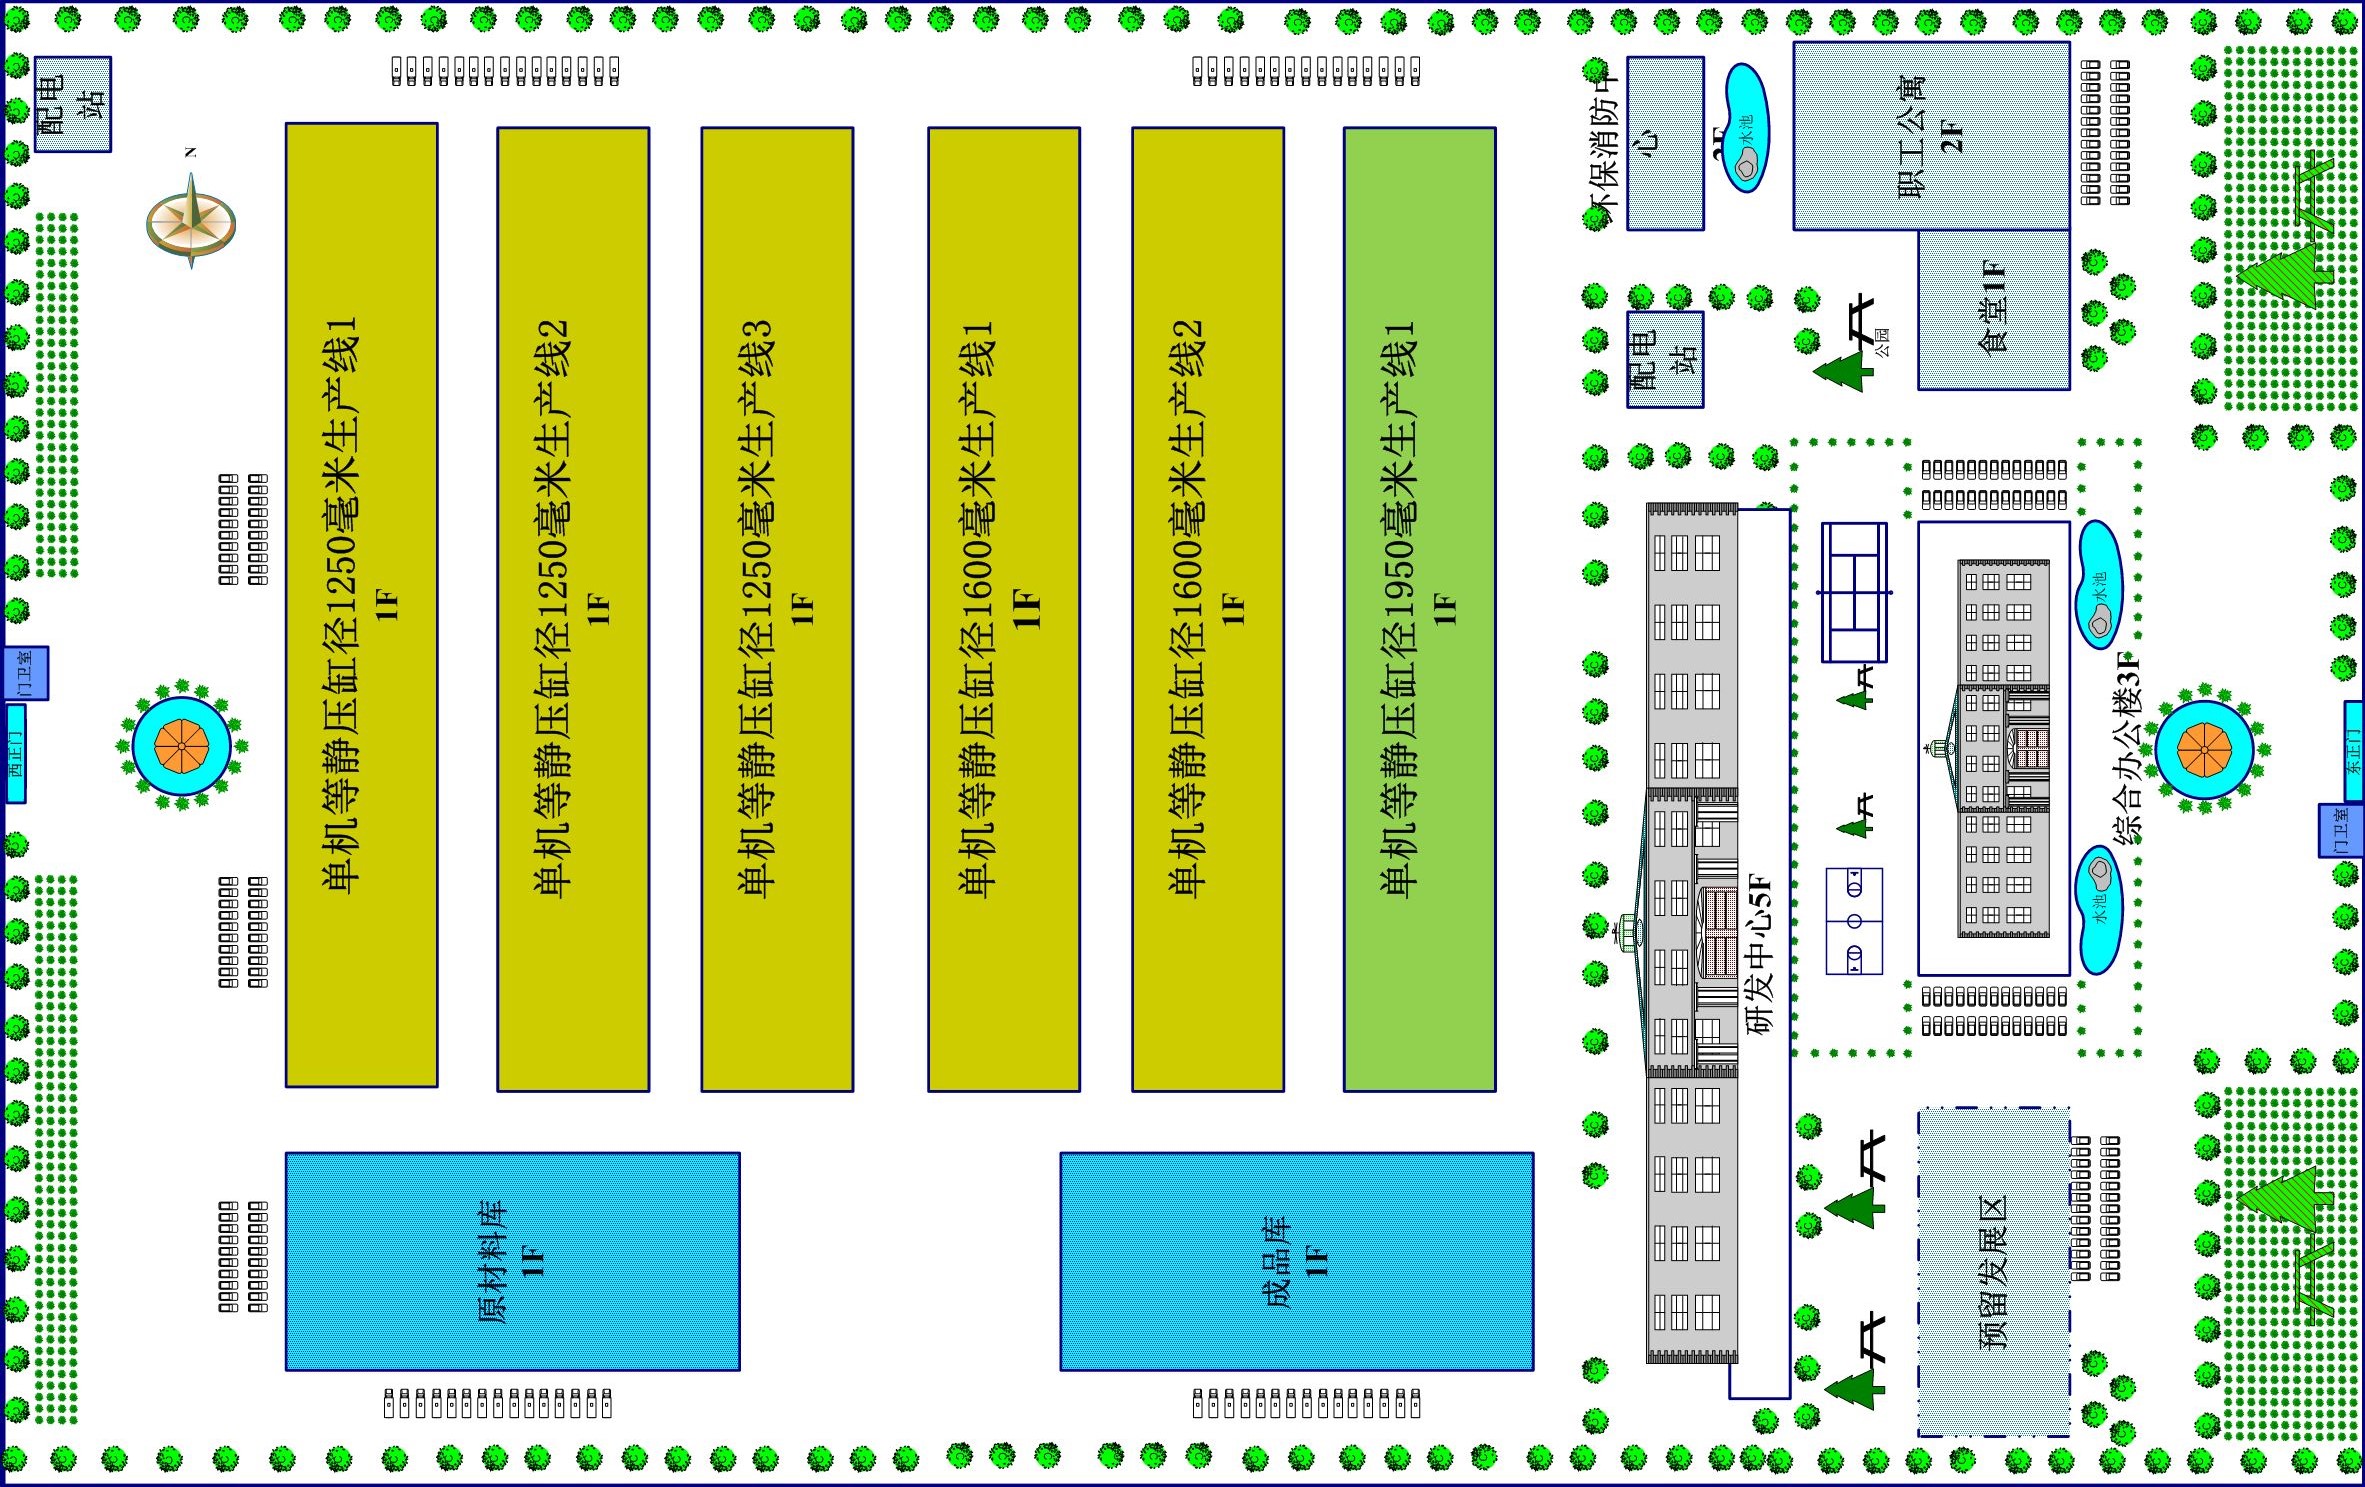 配电
站
N
门卫室
西正门
单机等静压缸径1250毫米生产线1
1F
单机等静压缸径1250毫米生产线2
1F
单机等静压缸径1250毫米生产线3
1F
单机等静压缸径1600毫米生产线1
1F
单机等静压缸径1600毫米生产线2
1F
单机等静压缸径1950毫米生产线1
1F
原材料库
1F
成品库
1F
环保消防中
心
2F
水池
职工公寓
2F
食堂1F
配电
站
公园
研发中心5F
综合办公楼3F
水池
水池
预留发展区
东正门
门卫室